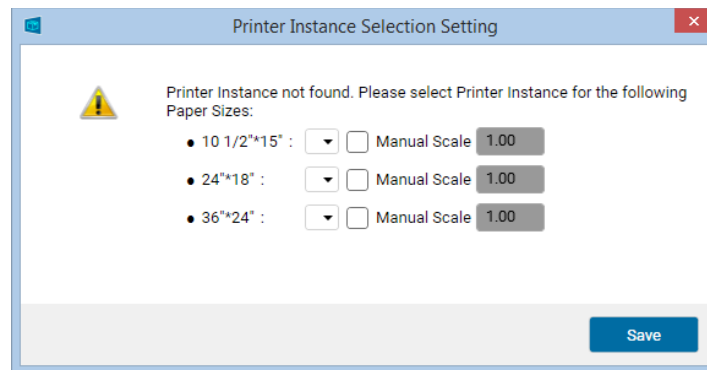 Printer Instance Selection Setting
Printer Instance not found. Please select Printer Instance for the following
Paper Sizes:
• 10 1/2"*15" : Manual Scale 1.00
• 24"*18" : Manual Scale 1.00
• 36"*24" : Manual Scale 1.00
Save